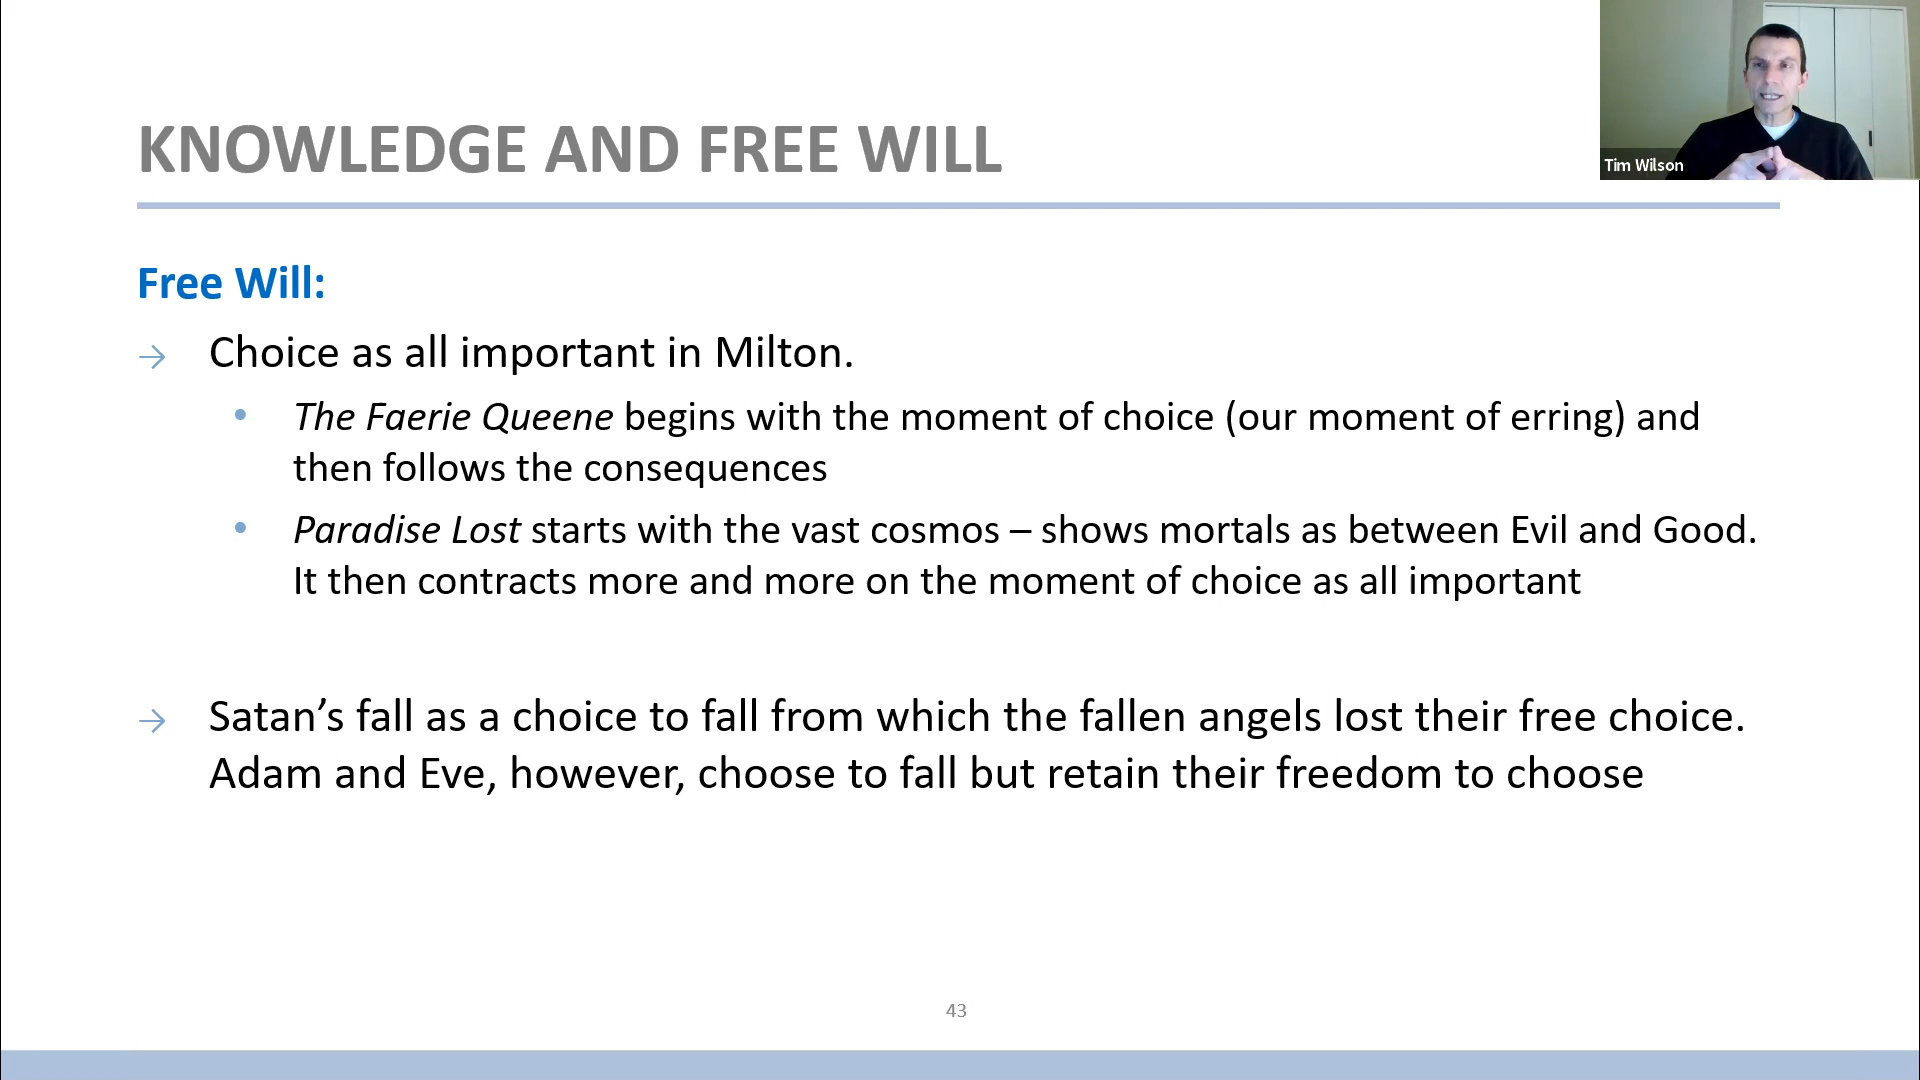 KNOWLEDGE AND FREE WILL
Tim Wilson
Free Will:
→ Choice as all important in Milton.
• The Faerie Queene begins with the moment of choice (our moment of erring) and
then follows the consequences
• Paradise Lost starts with the vast cosmos – shows mortals as between Evil and Good.
It then contracts more and more on the moment of choice as all important
→ Satan’s fall as a choice to fall from which the fallen angels lost their free choice.
Adam and Eve, however, choose to fall but retain their freedom to choose
43